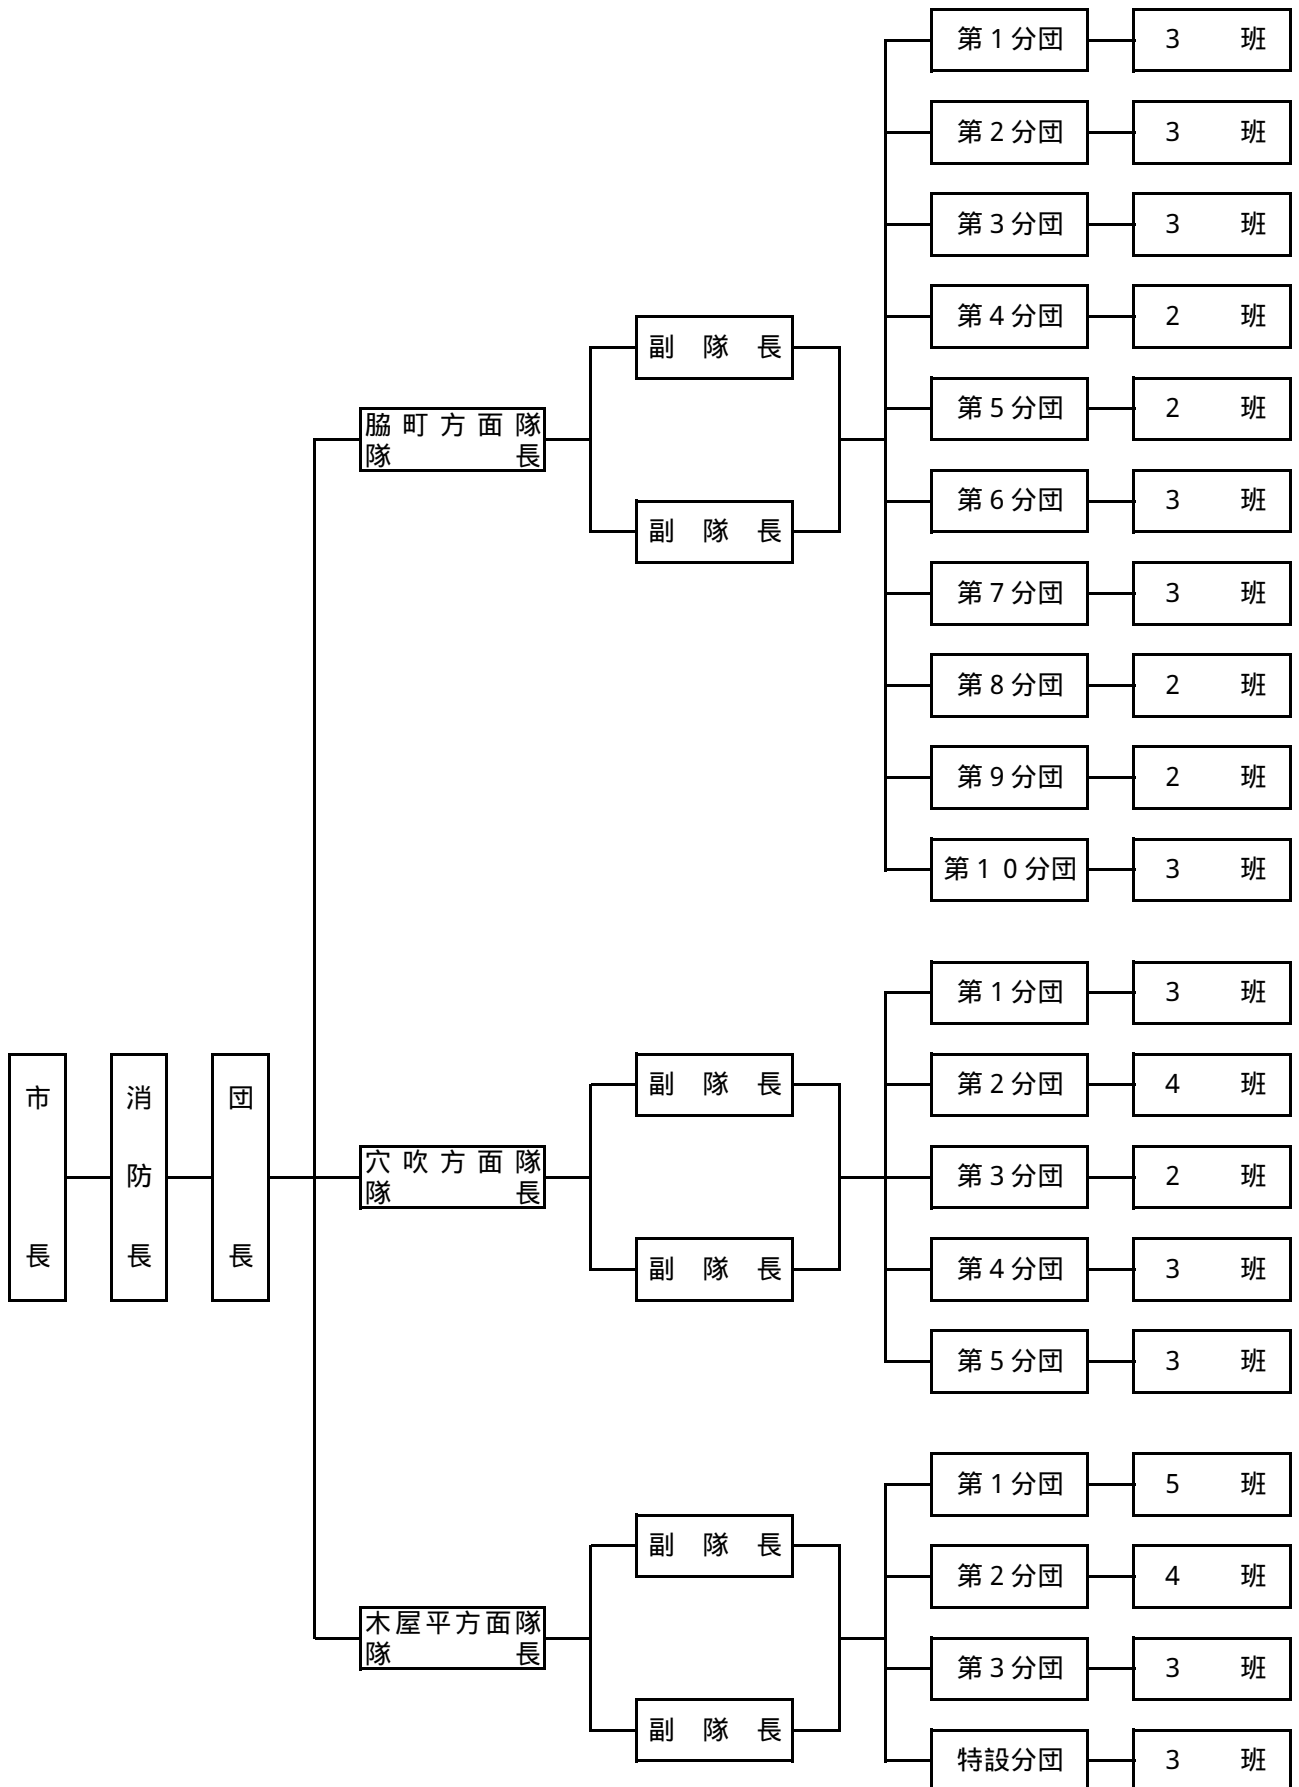 市長
消防長
団長
脇町方面隊
隊長
副隊長
副隊長
第1分団 3班
第2分団 3班
第3分団 3班
第4分団 2班
第5分団 2班
第6分団 3班
第7分団 3班
第8分団 2班
第9分団 2班
第10分団 3班
穴吹方面隊
隊長
副隊長
副隊長
第1分団 3班
第2分団 4班
第3分団 2班
第4分団 3班
第5分団 3班
木屋平方面隊
隊長
副隊長
副隊長
第1分団 5班
第2分団 4班
第3分団 3班
特設分団 3班